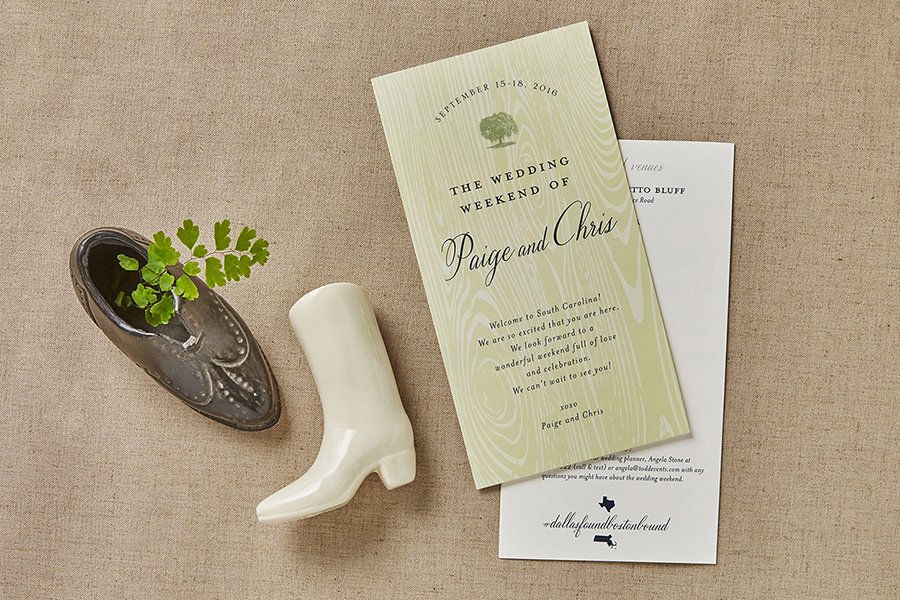 SEPTEMBER 15-18, 2016
THE WEDDING
WEEKEND OF
Paige and Chris
Welcome to South Carolina!
We are so excited that you are here.
We look forward to a
wonderful weekend full of love
and celebration.
We can't wait to see you!
xoxo
Paige and Chris
venues
TTO BLUFF
Road
wedding planner, Angela Stone at
22 (call & text) or angela@toddevents.com with any
questions you might have about the wedding weekend.
#dallasfoundbostonbound